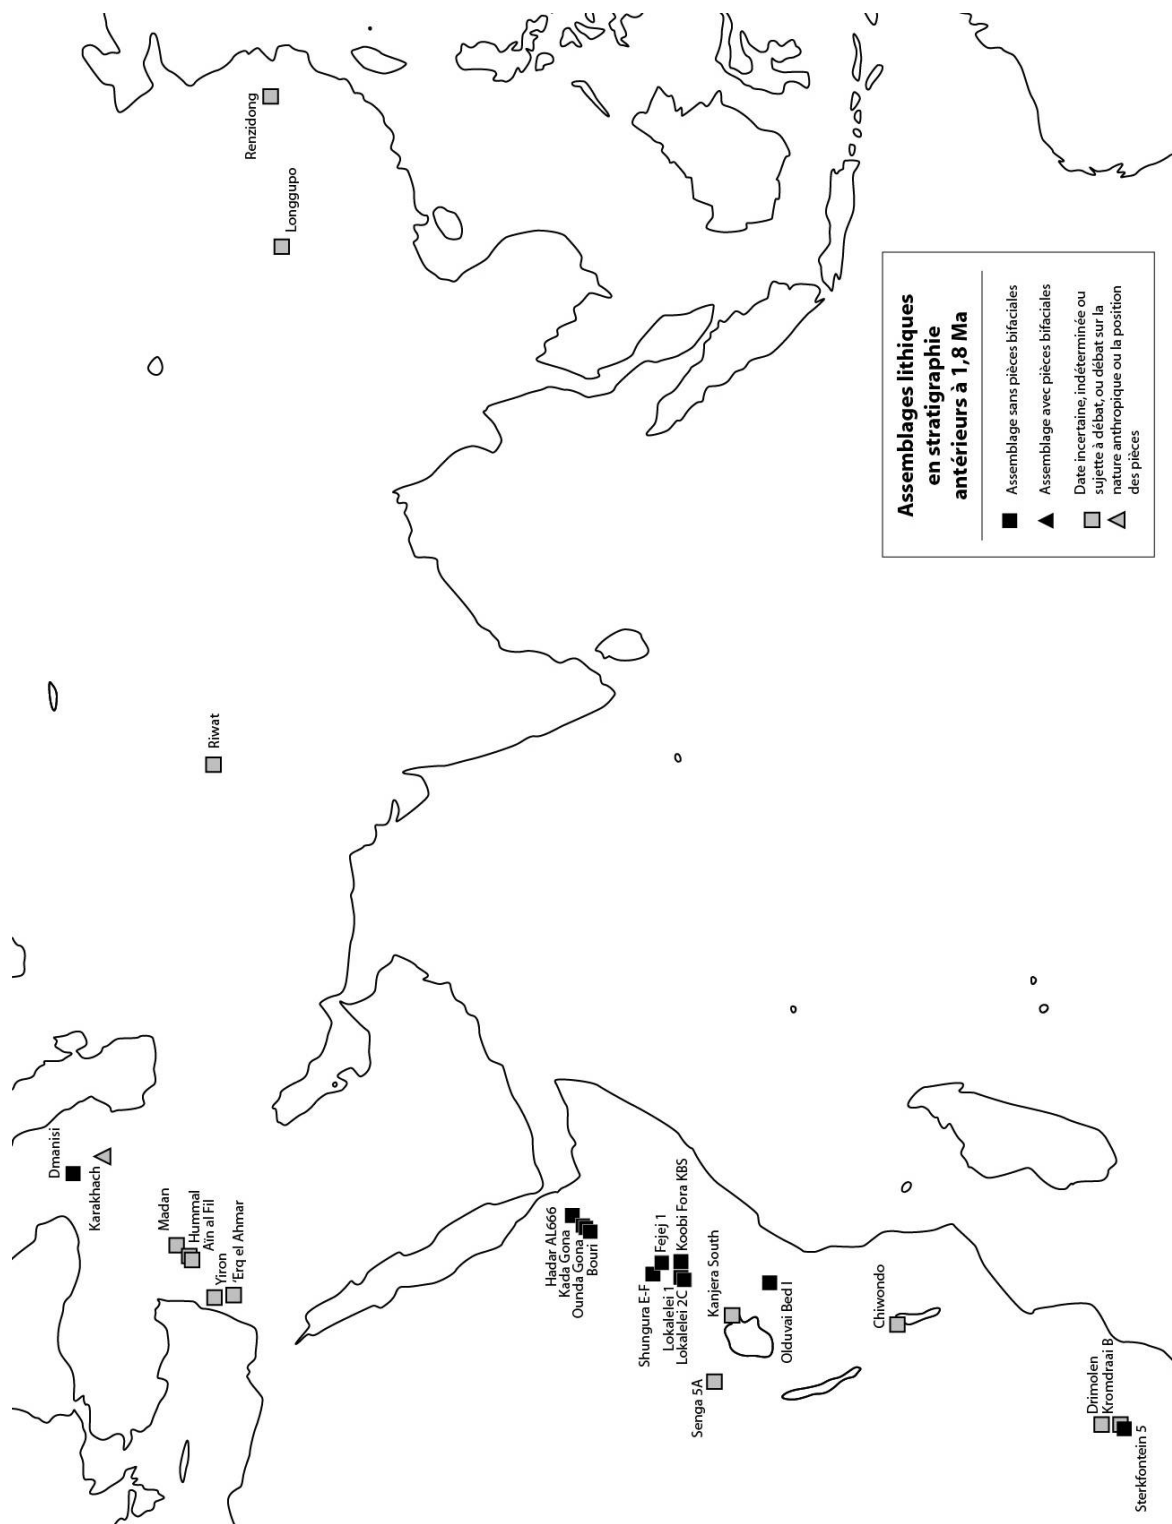 Assemblages lithiques
en stratigraphie
antérieurs à 1,8 Ma
Assemblage sans pièces bifaciales
Assemblage avec pièces bifaciales
Date incertaine, indéterminée ou
sujette à débat, ou débat sur la
nature anthropique ou la position
des pièces
Dmanisi
Karakhach
Madan
Hummal
Aïn al Fil
Yiron
'Erq el Ahmar
Riwat
Renzidong
Longgupo
Hadar AL666
Kada Gona
Ounda Gona
Bouri
Shungura E-F
Fejej 1
Lokalelei 1
Lokalelei 2C
Koobi Fora KBS
Kanjera South
Senga 5A
Olduvai Bed I
Chiwondo
Drimolen
Kromdraai B
Sterkfontein 5